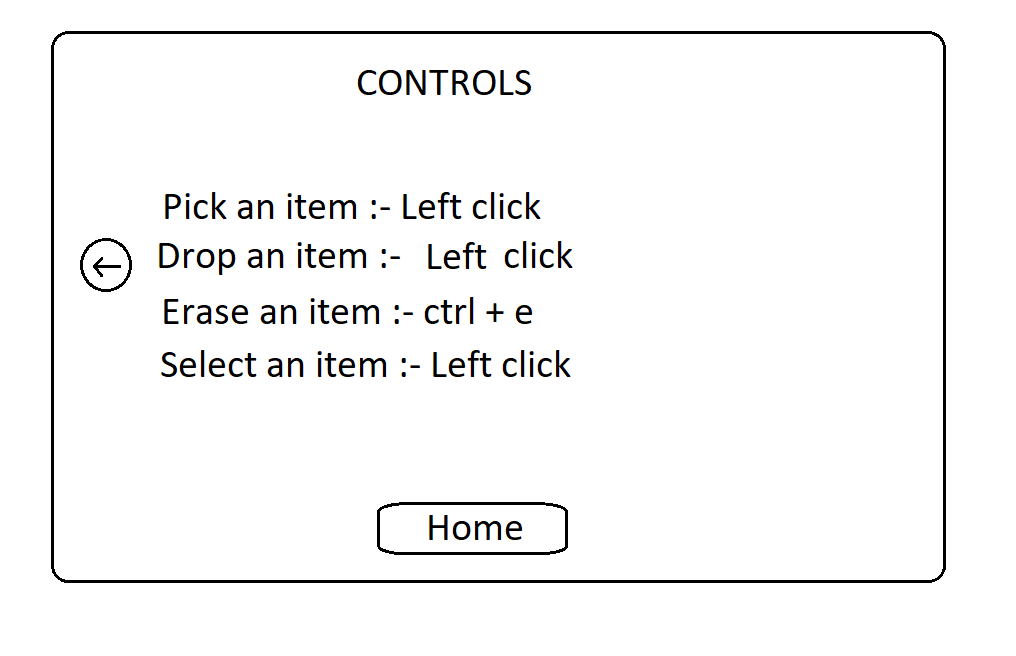 CONTROLS
Pick an item :- Left click
Drop an item :- Left click
Erase an item :- ctrl + e
Select an item :- Left click
Home